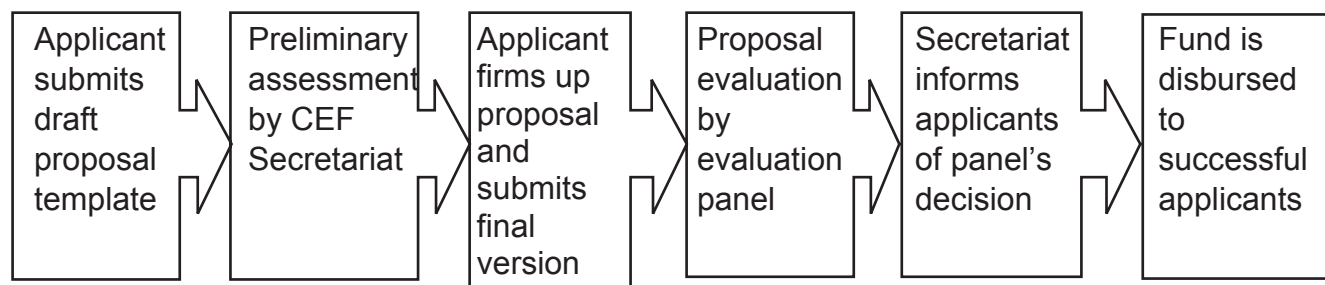 Applicant
submits
draft
proposal
template
Preliminary
assessment
by CEF
Secretariat
Applicant
firms up
proposal
and
submits
final
version
Proposal
evaluation
by
evaluation
panel
Secretariat
informs
applicants
of panel’s
decision
Fund is
disbursed
to
successful
applicants